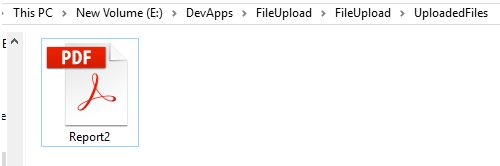 This PC > New Volume (E:) > DevApps > FileUpload > FileUpload > UploadedFiles
PDF
Report2